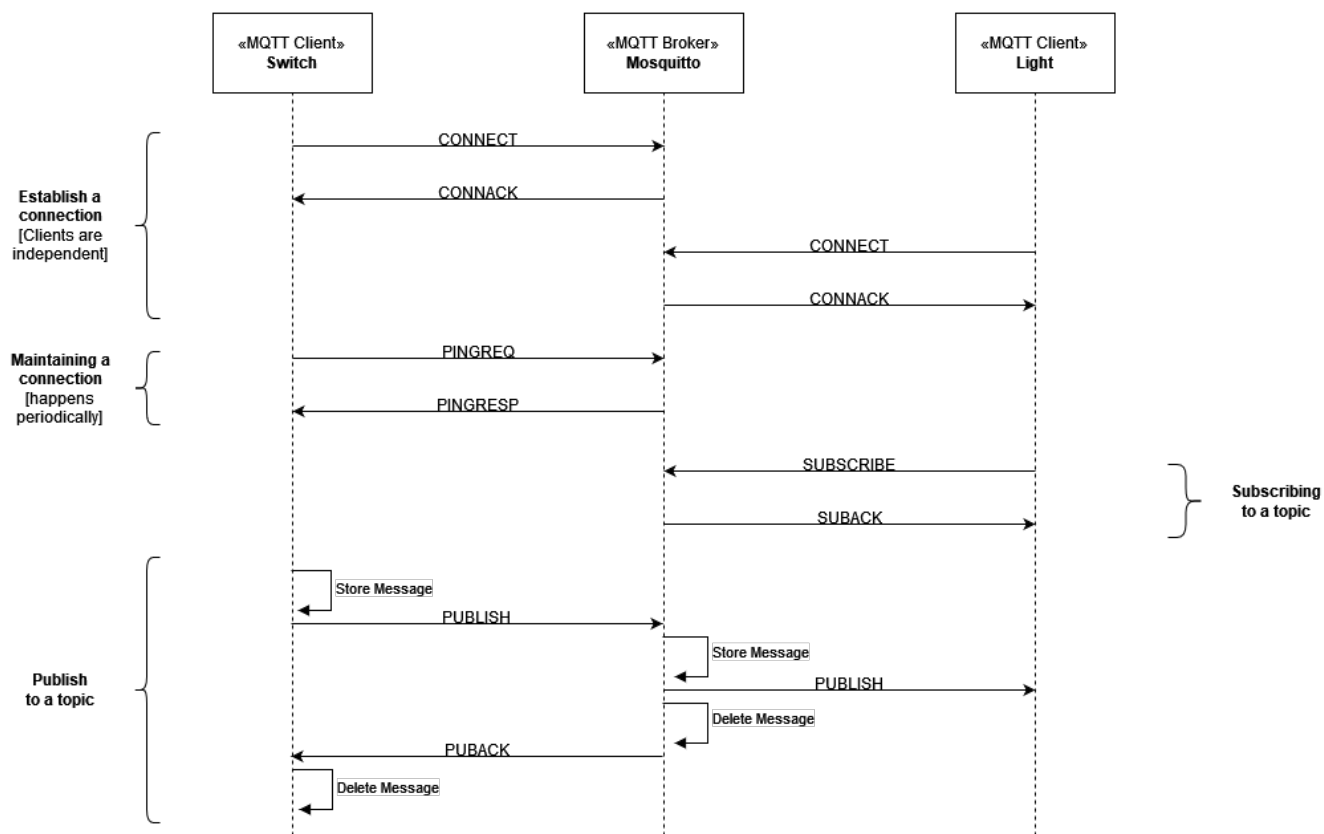 «MQTT Client»
Switch
«MQTT Broker»
Mosquitto
«MQTT Client»
Light
CONNECT
CONNACK
Establish a
connection
[Clients are
independent]
CONNECT
CONNACK
Maintaining a
connection
[happens
periodically]
PINGREQ
PINGRESP
SUBSCRIBE
SUBACK
Subscribing
to a topic
Store Message
PUBLISH
Store Message
Publish
to a topic
PUBLISH
Delete Message
PUBACK
Delete Message